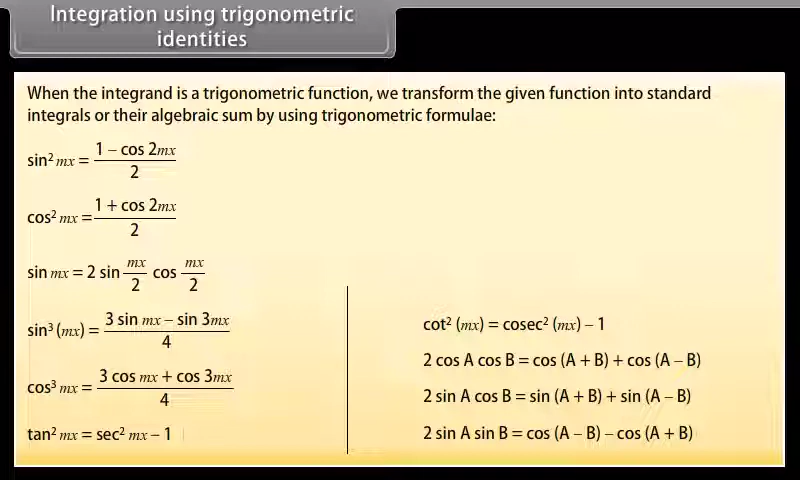 Integration using trigonometric
identities
When the integrand is a trigonometric function, we transform the given function into standard
integrals or their algebraic sum by using trigonometric formulae:
sin² mx = (1 – cos 2mx)/2
cos² mx = (1 + cos 2mx)/2
sin mx = 2 sin mx/2 cos mx/2
sin³ (mx) = (3 sin mx – sin 3mx)/4
cos³ mx = (3 cos mx + cos 3mx)/4
tan² mx = sec² mx – 1
cot² (mx) = cosec² (mx) – 1
2 cos A cos B = cos (A + B) + cos (A – B)
2 sin A cos B = sin (A + B) + sin (A – B)
2 sin A sin B = cos (A – B) – cos (A + B)